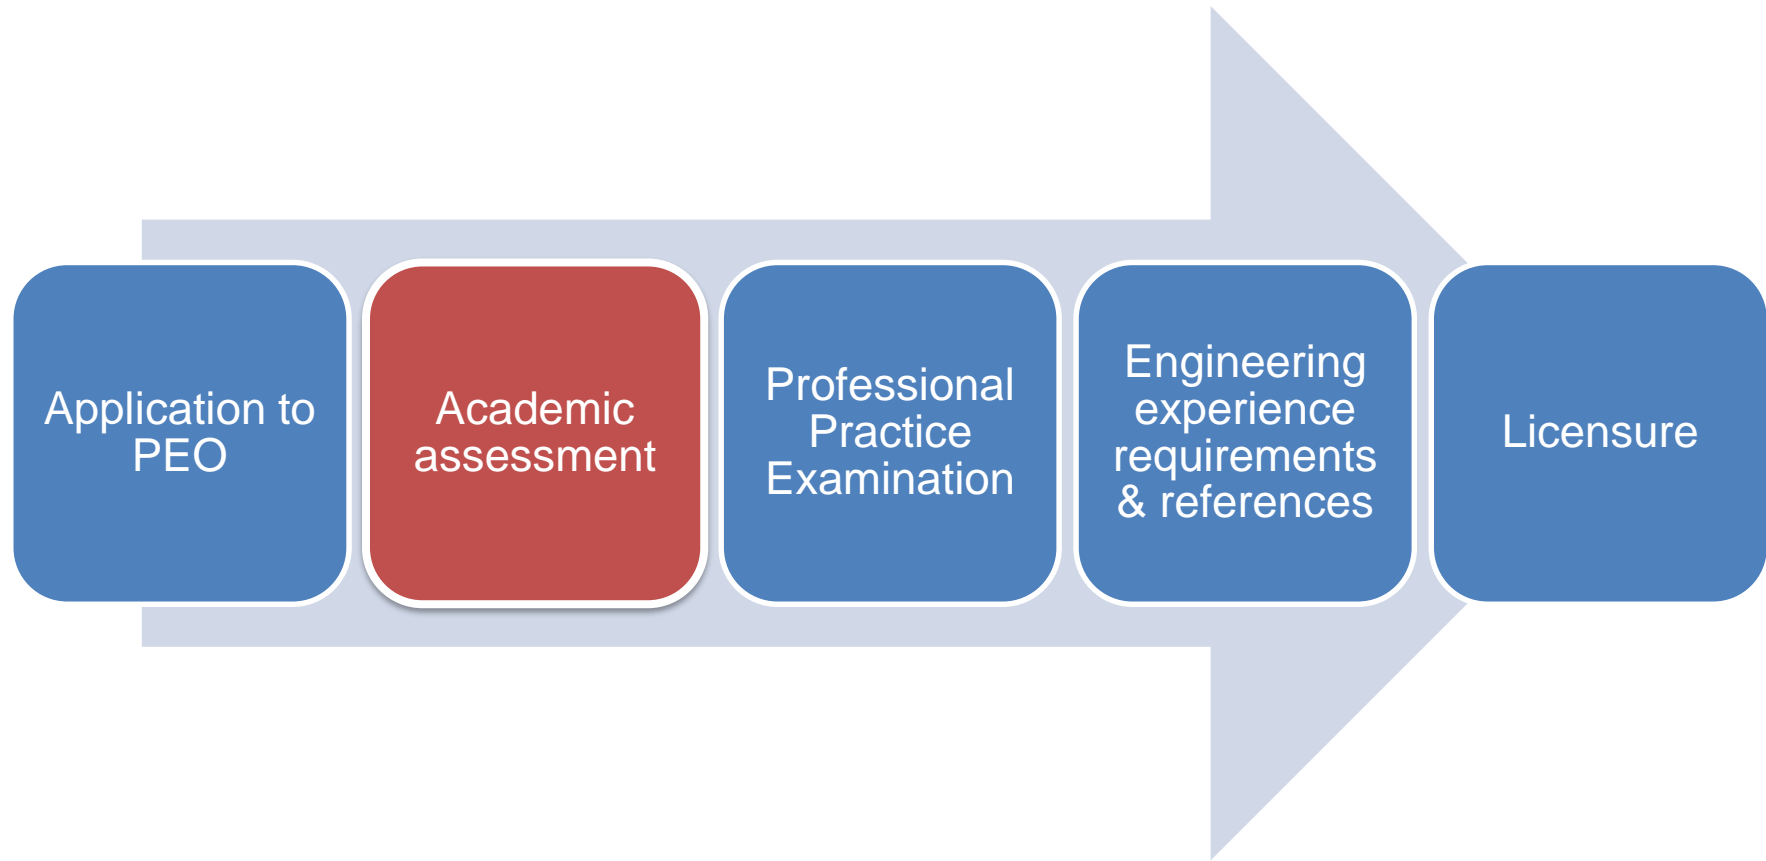 Application to
PEO
Academic
assessment
Professional
Practice
Examination
Engineering
experience
requirements
& references
Licensure